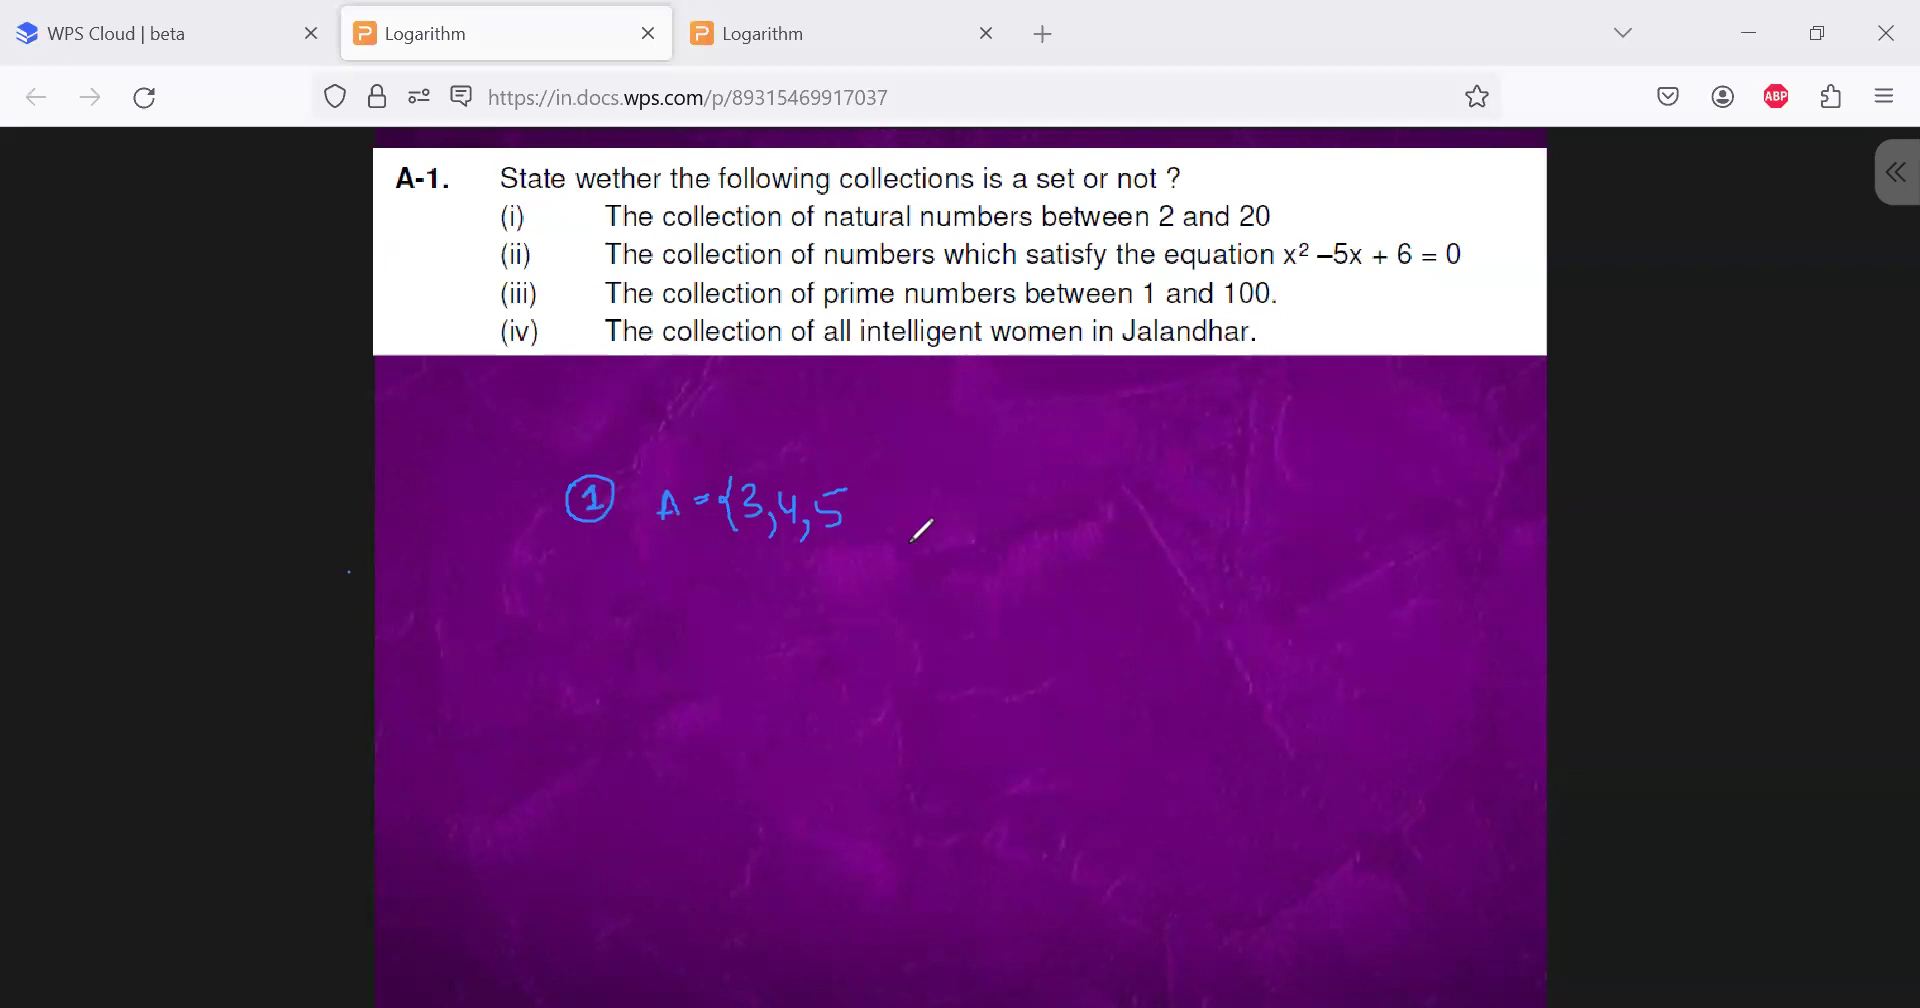 WPS Cloud | beta
Logarithm
Logarithm
https://in.docs.wps.com/p/89315469917037
ABP
A-1. State wether the following collections is a set or not ?
(i) The collection of natural numbers between 2 and 20
(ii) The collection of numbers which satisfy the equation x² –5x + 6 = 0
(iii) The collection of prime numbers between 1 and 100.
(iv) The collection of all intelligent women in Jalandhar.
① A = {3,4,5